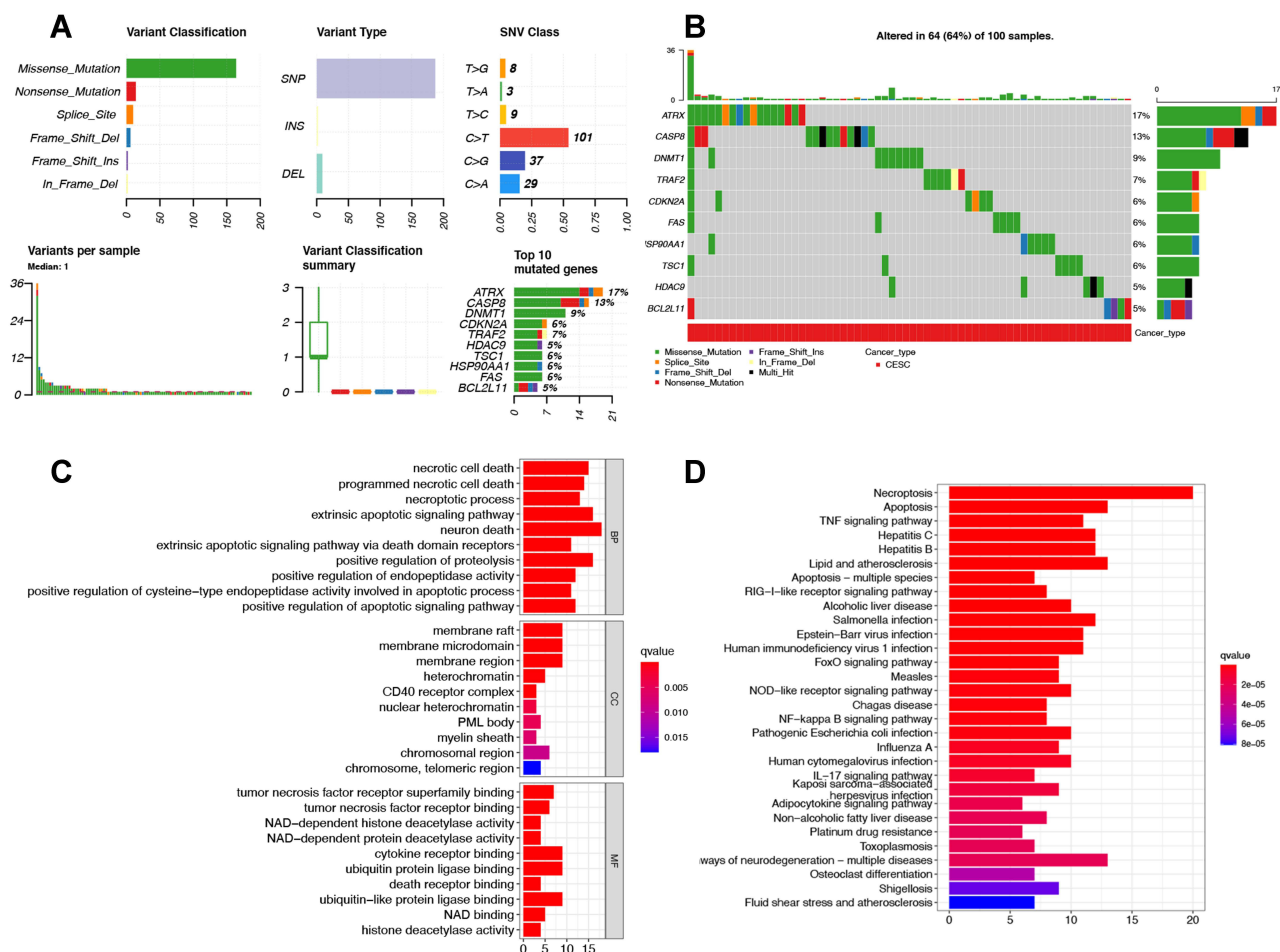 A
Variant Classification
Missense_Mutation
Nonsense_Mutation
Splice_Site
Frame_Shift_Del
Frame_Shift_Ins
In_Frame_Del
0
50
100
150
200
Variant Type
SNP
INS
DEL
0
50
100
150
200
SNV Class
T>G 8
T>A 3
T>C 9
C>T 101
C>G 37
C>A 29
0.00
0.25
0.50
0.75
1.00
Variants per sample
Median: 1
36
24
12
0
Variant Classification
summary
3
2
1
0
Top 10
mutated genes
ATRX 17%
CASP8 13%
DNMT1 9%
CDKN2A 6%
TRAF2 7%
HDAC9 5%
TSC1 6%
HSP90AA1 6%
FAS 6%
BCL2L11 5%
0
7
14
21
B
Altered in 64 (64%) of 100 samples.
36
0
0 17
ATRX 17%
CASP8 13%
DNMT1 9%
TRAF2 7%
CDKN2A 6%
FAS 6%
ISP90AA1 6%
TSC1 6%
HDAC9 5%
BCL2L11 5%
Cancer_type
Missense_Mutation
Splice_Site
Frame_Shift_Del
Nonsense_Mutation
Frame_Shift_Ins
In_Frame_Del
Multi_Hit
Cancer_type
CESC
C
necrotic cell death
programmed necrotic cell death
necroptotic process
extrinsic apoptotic signaling pathway
neuron death
extrinsic apoptotic signaling pathway via death domain receptors
positive regulation of proteolysis
positive regulation of endopeptidase activity
positive regulation of cysteine−type endopeptidase activity involved in apoptotic process
positive regulation of apoptotic signaling pathway
BP
membrane raft
membrane microdomain
membrane region
heterochromatin
CD40 receptor complex
nuclear heterochromatin
PML body
myelin sheath
chromosomal region
chromosome, telomeric region
CC
tumor necrosis factor receptor superfamily binding
tumor necrosis factor receptor binding
NAD−dependent histone deacetylase activity
NAD−dependent protein deacetylase activity
cytokine receptor binding
ubiquitin protein ligase binding
death receptor binding
ubiquitin−like protein ligase binding
NAD binding
histone deacetylase activity
MF
0 5 10 15
qvalue
0.005
0.010
0.015
D
Necroptosis
Apoptosis
TNF signaling pathway
Hepatitis C
Hepatitis B
Lipid and atherosclerosis
Apoptosis − multiple species
RIG−I−like receptor signaling pathway
Alcoholic liver disease
Salmonella infection
Epstein−Barr virus infection
Human immunodeficiency virus 1 infection
FoxO signaling pathway
Measles
NOD−like receptor signaling pathway
Chagas disease
NF−kappa B signaling pathway
Pathogenic Escherichia coli infection
Influenza A
Human cytomegalovirus infection
IL−17 signaling pathway
Kaposi sarcoma−associated
herpesvirus infection
Adipocytokine signaling pathway
Non−alcoholic fatty liver disease
Platinum drug resistance
Toxoplasmosis
ways of neurodegeneration − multiple diseases
Osteoclast differentiation
Shigellosis
Fluid shear stress and atherosclerosis
0 5 10 15 20
qvalue
2e−05
4e−05
6e−05
8e−05